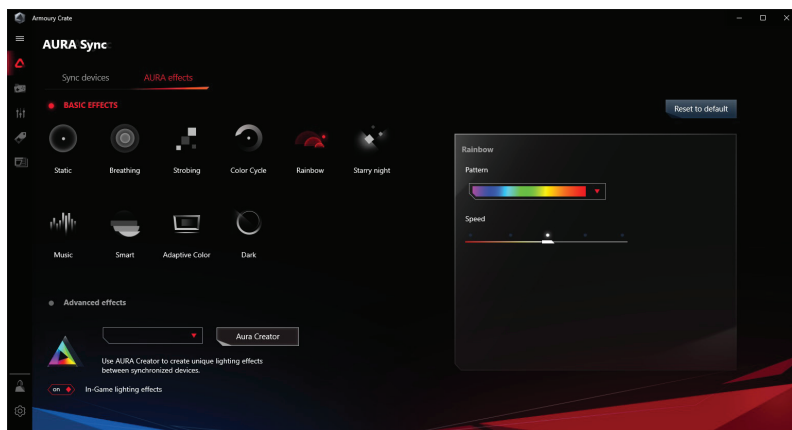 Armoury Crate
AURA Sync
Sync devices AURA effects
BASIC EFFECTS
Reset to default
Static Breathing Strobing Color Cycle Rainbow Starry night
Music Smart Adaptive Color Dark
Rainbow
Pattern
Speed
Advanced effects
Aura Creator
Use AURA Creator to create unique lighting effects
between synchronized devices.
on In-Game lighting effects